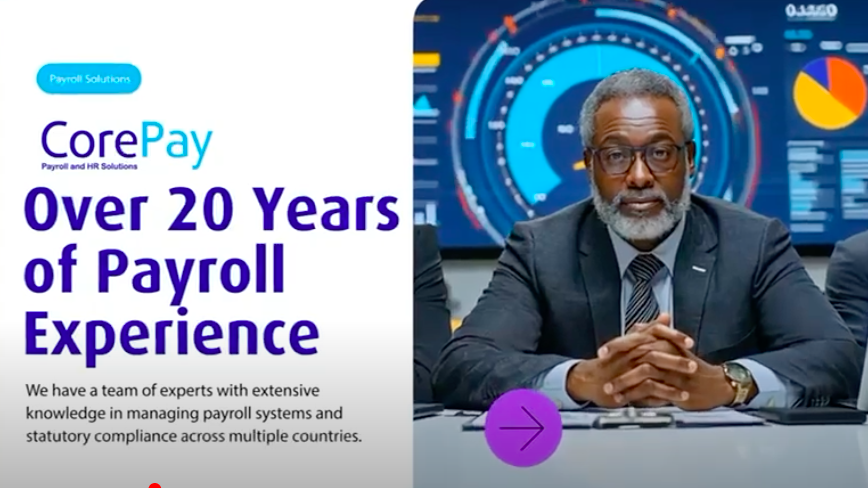 Payroll Solutions
CorePay
Payroll and HR Solutions
Over 20 Years
of Payroll
Experience
We have a team of experts with extensive
knowledge in managing payroll systems and
statutory compliance across multiple countries.